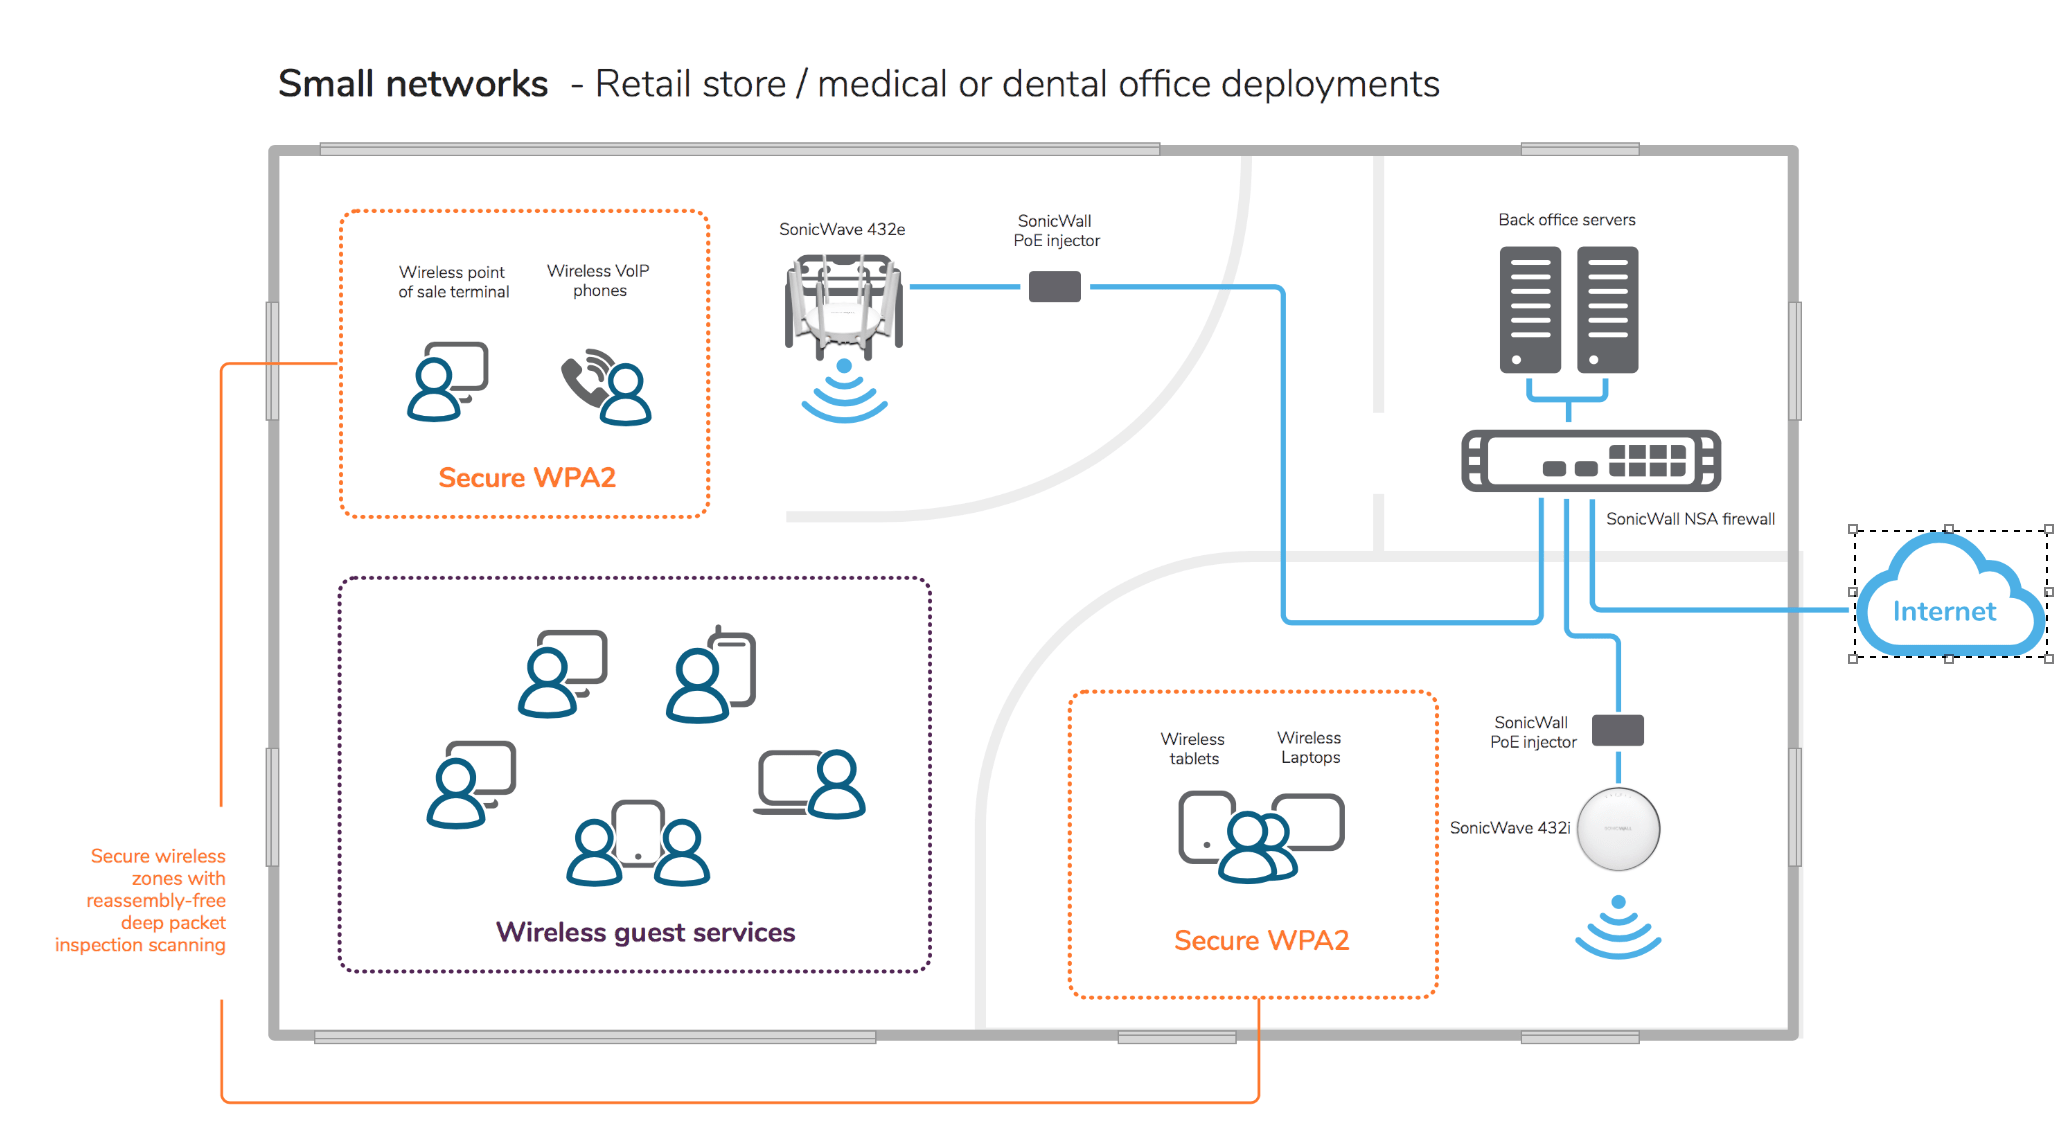 Small networks - Retail store / medical or dental office deployments
SonicWave 432e
SonicWall
PoE injector
Back office servers
Wireless point
of sale terminal
Wireless VoIP
phones
Secure WPA2
SonicWall NSA firewall
Internet
Wireless guest services
Wireless
tablets
Wireless
Laptops
Secure WPA2
SonicWall
PoE injector
SonicWave 432i
Secure wireless
zones with
reassembly-free
deep packet
inspection scanning